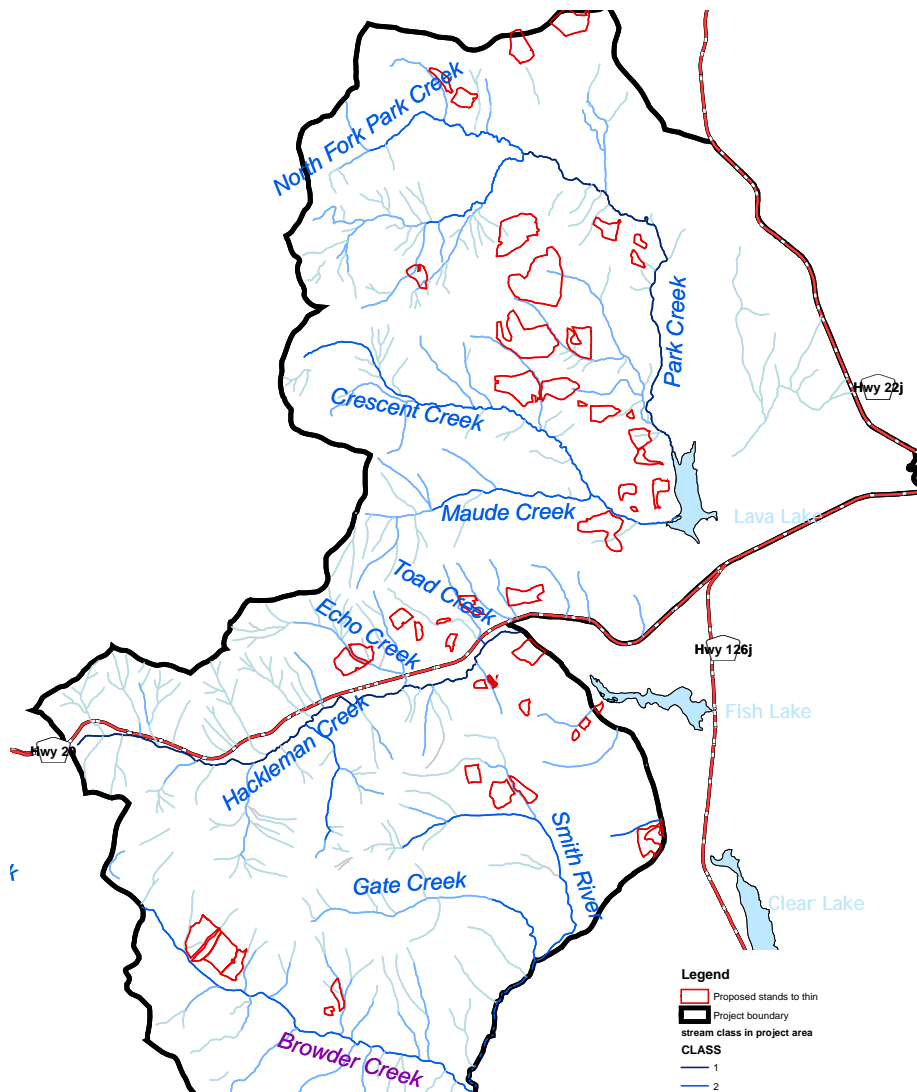 North Fork Park Creek
Park Creek
Hwy 22j
Crescent Creek
Maude Creek
Lava Lake
Toad Creek
Echo Creek
Hwy 126j
Fish Lake
Hwy 20
Hackleman Creek
Smith River
Gate Creek
Clear Lake
Browder Creek
Legend
Proposed stands to thin
Project boundary
stream class in project area
CLASS
1
2